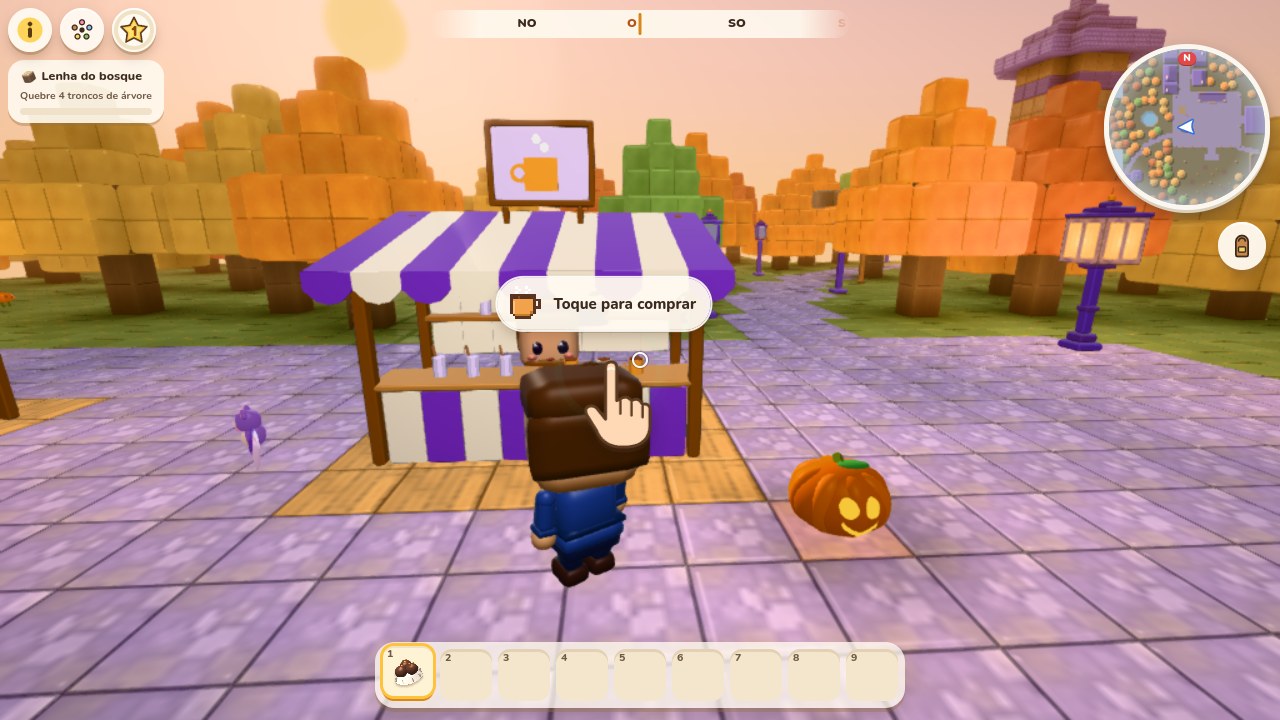 NO
O
SO
S
1
Lenha do bosque
Quebre 4 troncos de árvore
N
Toque para comprar
1
2
3
4
5
6
7
8
9